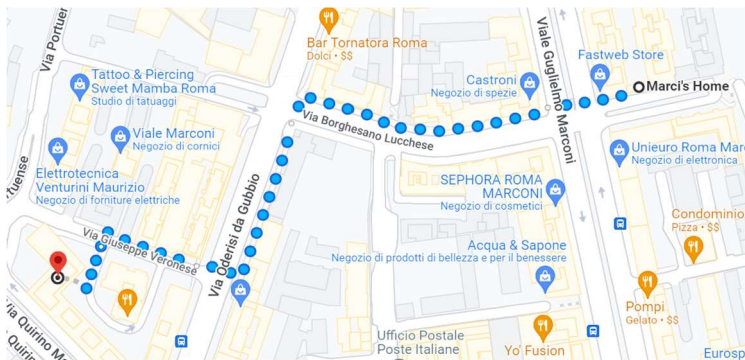 Via Portuense
Bar Tornatora Roma
Dolci • $$
Viale Guglielmo Marconi
Fastweb Store
Marci's Home
Tattoo & Piercing
Sweet Mamba Roma
Studio di tatuaggi
Castroni
Negozio di spezie
Via Borghesano Lucchese
Viale Marconi
Negozio di cornici
Unieuro Roma Mar
Negozio di elettronica
Elettrotecnica
Venturini Maurizio
Negozio di forniture elettriche
SEPHORA ROMA
MARCONI
Negozio di cosmetici
Via Oderisi da Gubbio
Condominio
Pizza • $$
Via Giuseppe Veronese
Acqua & Sapone
Negozio di prodotti di bellezza e per il benessere
Pompi
Gelato • $$
Via Quirino M
Ufficio Postale
Poste Italiane
Yo' Fusion
Eurosp